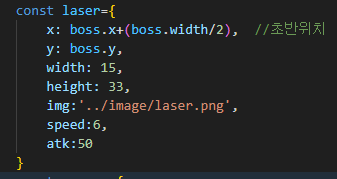 const laser={
x: boss.x+(boss.width/2),  //초반위치
y: boss.y,
width: 15,
height: 33,
img:'../image/laser.png',
speed:6,
atk:50
}